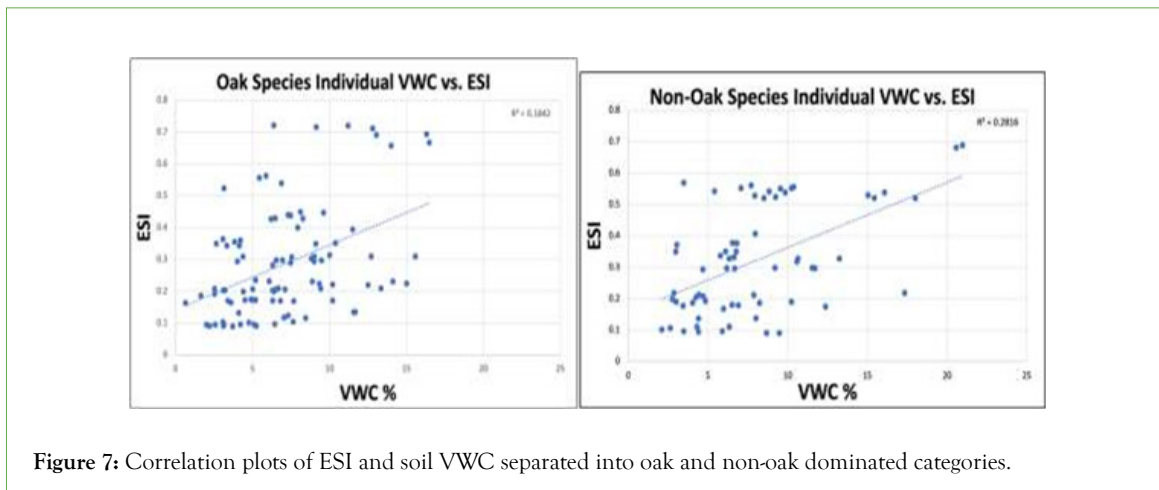 Oak Species Individual VWC vs. ESI
0.8
0.7
0.6
0.5
0.4
0.3
0.2
0.1
0
ESI
0 5 10 15 20 25
VWC %
Non-Oak Species Individual VWC vs. ESI
R² = 0.2816
0.8
0.7
0.6
0.5
0.4
0.3
0.2
0.1
0
ESI
0 5 10 15 20 25
VWC %
Figure 7: Correlation plots of ESI and soil VWC separated into oak and non-oak dominated categories.